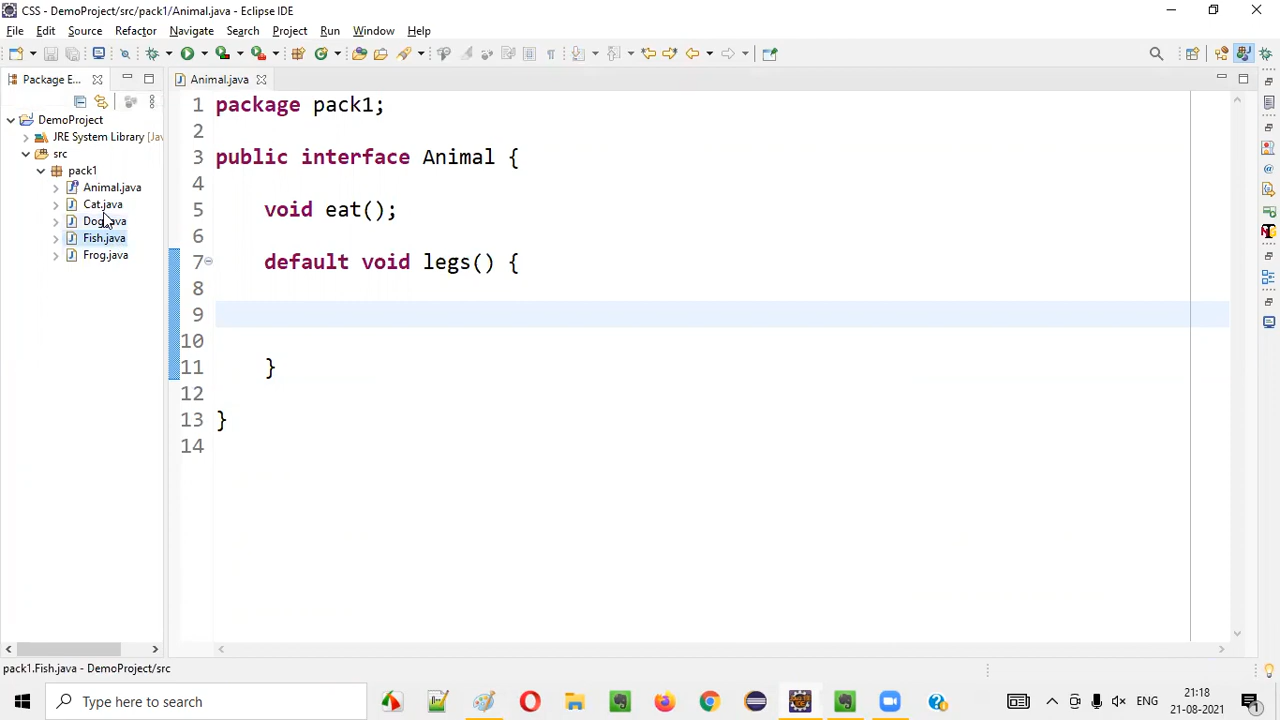 CSS - DemoProject/src/pack1/Animal.java - Eclipse IDE
File Edit Source Refactor Navigate Search Project Run Window Help
Package E...
Animal.java
DemoProject
JRE System Library [Jav
src
pack1
Animal.java
Cat.java
Dog.java
Fish.java
Frog.java
1 package pack1;
2
3 public interface Animal {
4
5 void eat();
6
7 default void legs() {
8
9
10
11 }
12
13 }
14
pack1.Fish.java - DemoProject/src
Type here to search
ENG
21:18
21-08-2021